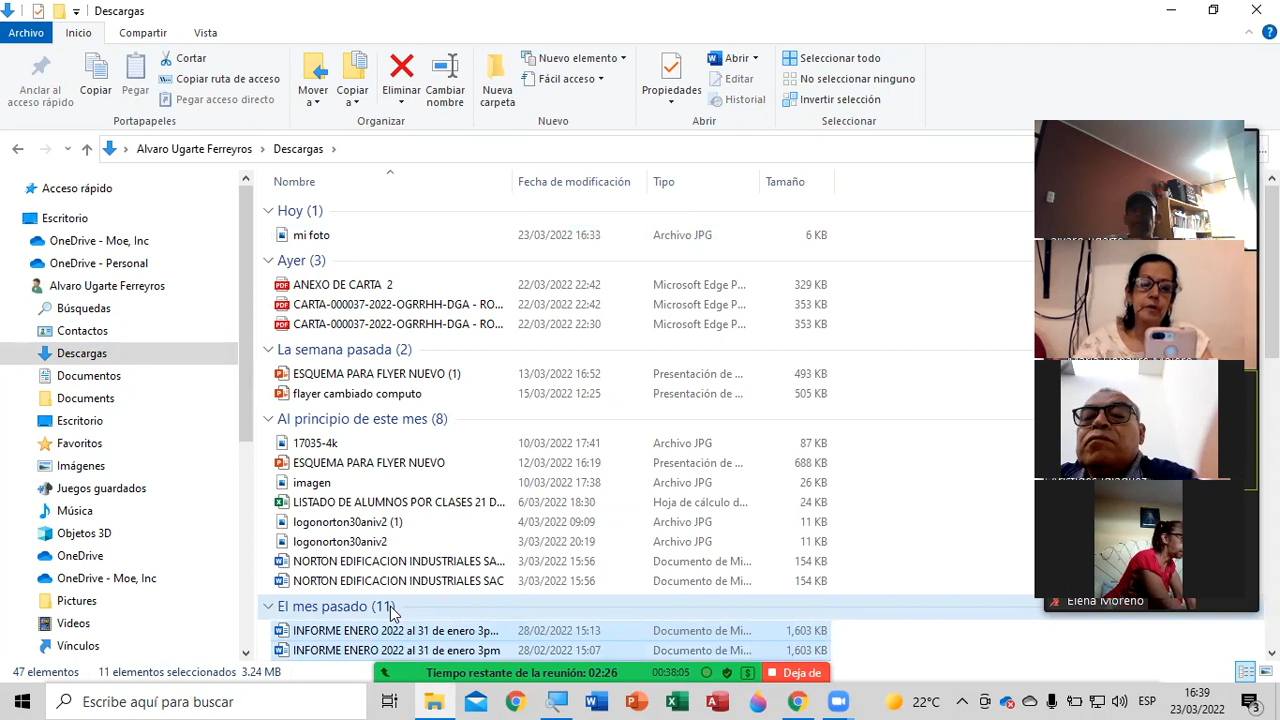 Descargas
Archivo Inicio Compartir Vista
Anclar al acceso rápido
Copiar
Pegar
Cortar
Copiar ruta de acceso
Pegar acceso directo
Portapapeles
Mover a
Copiar a
Eliminar
Cambiar nombre
Organizar
Nueva carpeta
Nuevo elemento
Fácil acceso
Nuevo
Propiedades
Abrir
Editar
Historial
Abrir
Seleccionar todo
No seleccionar ninguno
Invertir selección
Seleccionar
Alvaro Ugarte Ferreyros > Descargas >
Acceso rápido
Escritorio
OneDrive - Moe, Inc
OneDrive - Personal
Alvaro Ugarte Ferreyros
Búsquedas
Contactos
Descargas
Documentos
Documents
Escritorio
Favoritos
Imágenes
Juegos guardados
Música
Objetos 3D
OneDrive
OneDrive - Moe, Inc
Pictures
Videos
Vínculos
Nombre Fecha de modificación Tipo Tamaño
Hoy (1)
mi foto 23/03/2022 16:33 Archivo JPG 6 KB
Ayer (3)
ANEXO DE CARTA 2 22/03/2022 22:42 Microsoft Edge P... 329 KB
CARTA-000037-2022-OGRRHH-DGA - RO... 22/03/2022 22:42 Microsoft Edge P... 353 KB
CARTA-000037-2022-OGRRHH-DGA - RO... 22/03/2022 22:30 Microsoft Edge P... 353 KB
La semana pasada (2)
ESQUEMA PARA FLYER NUEVO (1) 13/03/2022 16:52 Presentación de ... 493 KB
flayer cambiado computo 15/03/2022 12:25 Presentación de ... 505 KB
Al principio de este mes (8)
17035-4k 10/03/2022 17:41 Archivo JPG 87 KB
ESQUEMA PARA FLYER NUEVO 12/03/2022 16:19 Presentación de ... 688 KB
imagen 10/03/2022 17:38 Archivo JPG 26 KB
LISTADO DE ALUMNOS POR CLASES 21 D... 6/03/2022 18:30 Hoja de cálculo d... 24 KB
logonorton30aniv2 (1) 4/03/2022 09:09 Archivo JPG 11 KB
logonorton30aniv2 3/03/2022 20:19 Archivo JPG 11 KB
NORTON EDIFICACION INDUSTRIALES SA... 3/03/2022 15:56 Documento de Mi... 154 KB
NORTON EDIFICACION INDUSTRIALES SAC 3/03/2022 15:56 Documento de Mi... 154 KB
El mes pasado (11)
INFORME ENERO 2022 al 31 de enero 3p... 28/02/2022 15:13 Documento de Mi... 1,603 KB
INFORME ENERO 2022 al 31 de enero 3pm 28/02/2022 15:07 Documento de Mi... 1,603 KB
Elena Moreno
47 elementos 11 elementos seleccionados 3.24 MB
Tiempo restante de la reunión: 02:26 00:38:05 Deja de
Escribe aquí para buscar
22°C ESP 16:39
23/03/2022
3